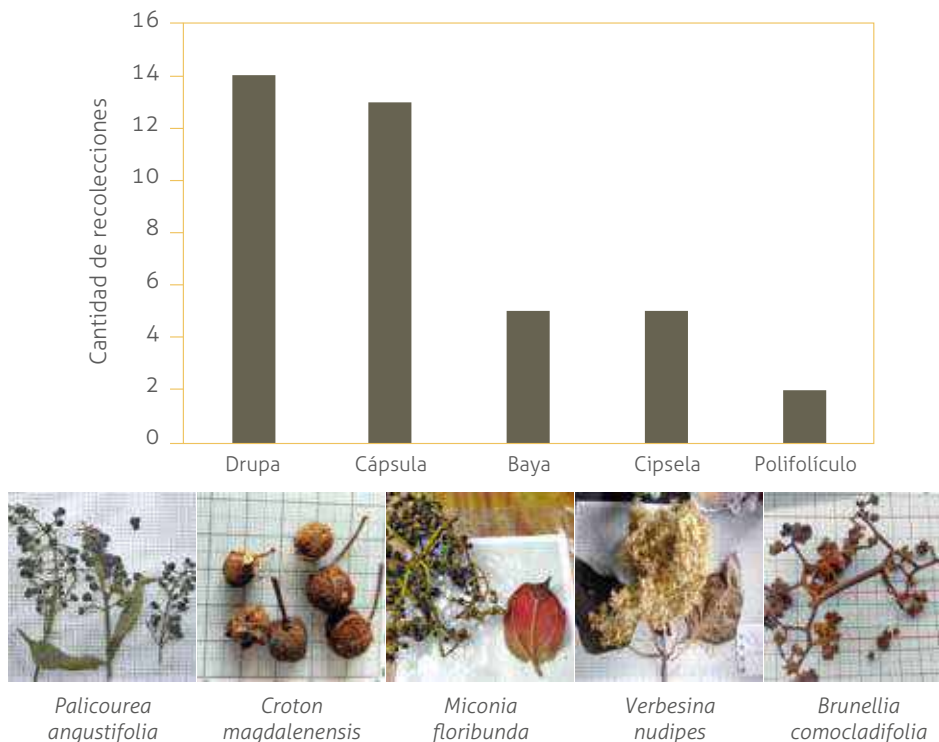 16
14
12
10
8
6
4
2
0
Cantidad de recolecciones
Drupa Cápsula Baya Cipsela Polifolículo
Palicourea Croton Miconia Verbesina Brunellia
angustifolia magdalenensis floribunda nudipes comocladifolia